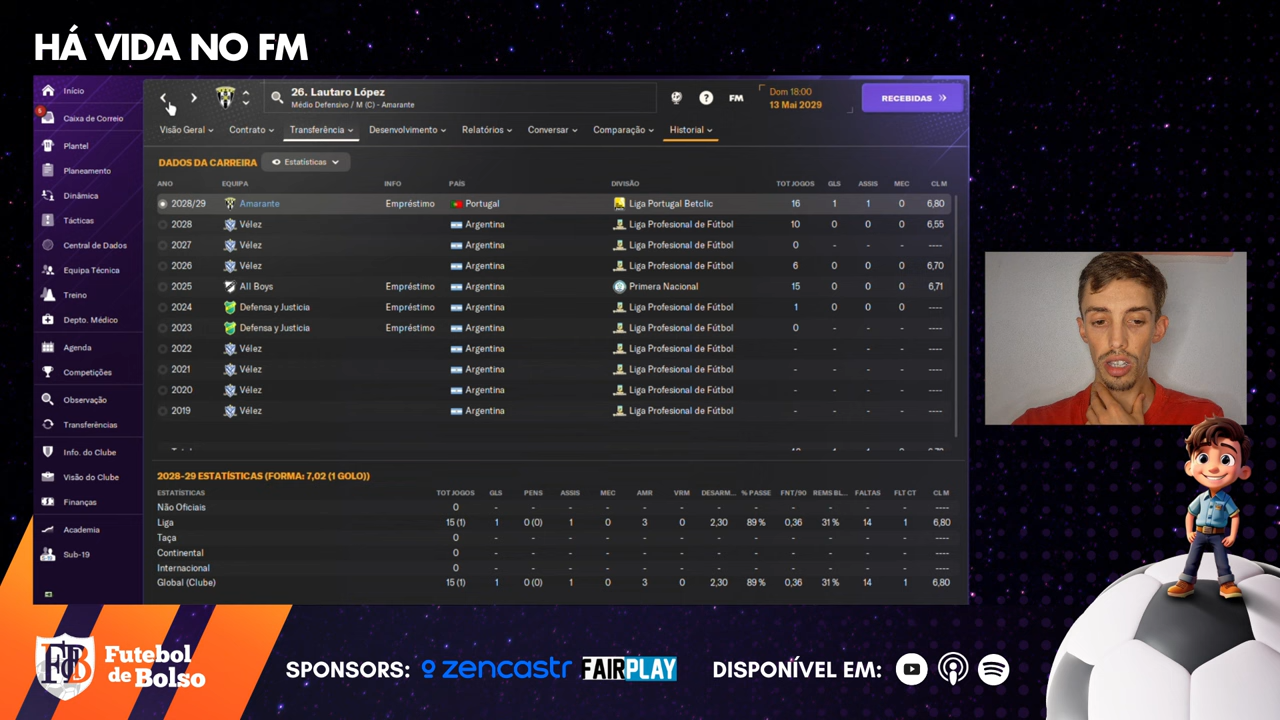 HÁ VIDA NO FM
Início
5
Caixa de Correio
Plantel
Planeamento
Dinâmica
Tácticas
Central de Dados
Equipa Técnica
Treino
Depto. Médico
Agenda
Competições
Observação
Transferências
Info. do Clube
Visão do Clube
Finanças
Academia
Sub-19
26. Lautaro López
Médio Defensivo / M (C) - Amarante
? FM
Dom 18:00
13 Mai 2029
RECEBIDAS
Visão Geral Contrato Transferência Desenvolvimento Relatórios Conversar Comparação Historial
DADOS DA CARREIRA Estatísticas
ANO EQUIPA INFO PAÍS DIVISÃO TOT JOGOS GLS ASSIS MEC CLM
2028/29 Amarante Empréstimo Portugal Liga Portugal Betclic 16 1 1 0 6,80
2028 Vélez Argentina Liga Profesional de Fútbol 10 0 0 0 6,55
2027 Vélez Argentina Liga Profesional de Fútbol 0 - - - ----
2026 Vélez Argentina Liga Profesional de Fútbol 6 0 0 0 6,70
2025 All Boys Empréstimo Argentina Primera Nacional 15 0 0 0 6,71
2024 Defensa y Justicia Empréstimo Argentina Liga Profesional de Fútbol 1 0 0 0 ----
2023 Defensa y Justicia Empréstimo Argentina Liga Profesional de Fútbol 0 - - - ----
2022 Vélez Argentina Liga Profesional de Fútbol - - - - ----
2021 Vélez Argentina Liga Profesional de Fútbol - - - - ----
2020 Vélez Argentina Liga Profesional de Fútbol - - - - ----
2019 Vélez Argentina Liga Profesional de Fútbol - - - - ----
2028-29 ESTATÍSTICAS (FORMA: 7,02 (1 GOLO))
ESTATÍSTICAS TOT JOGOS GLS PENS ASSIS MEC AMR VRM DESARM... % PASSE FNT/90 REMS BL... FALTAS FLT CT CLM
Não Oficiais 0 - - - - - - - - - - - - ----
Liga 15 (1) 1 0 (0) 1 0 3 0 2,30 89 % 0,36 31 % 14 1 6,80
Taça 0 - - - - - - - - - - - - ----
Continental 0 - - - - - - - - - - - - ----
Internacional 0 - - - - - - - - - - - - ----
Global (Clube) 15 (1) 1 0 (0) 1 0 3 0 2,30 89 % 0,36 31 % 14 1 6,80
FdB
Futebol
de Bolso
SPONSORS: zencastr FAIRPLAY DISPONÍVEL EM: